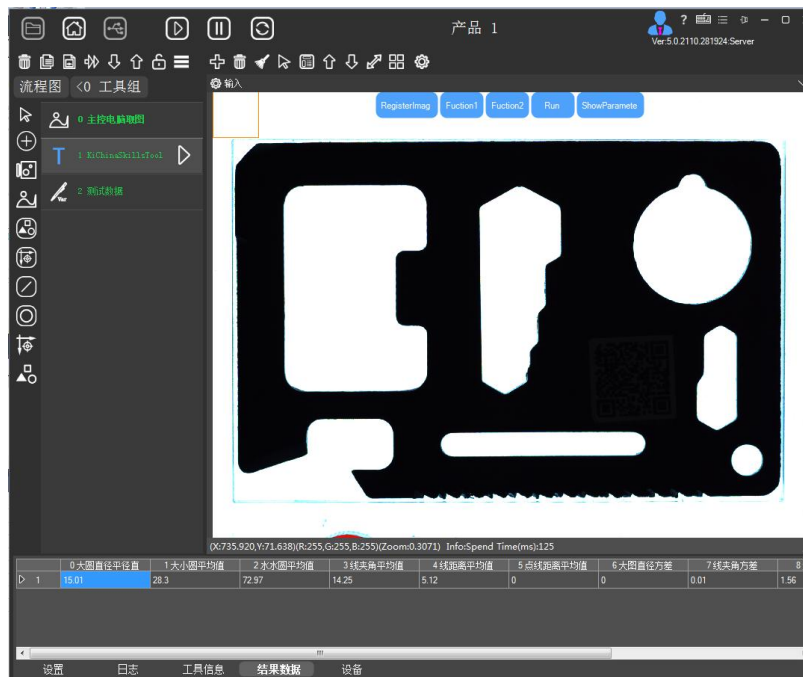 产品 1
?
Ver:5.0.2110.281924:Server
流程图 <0 工具组
输入
RegisterImag Fuction1 Fuction2 Run ShowParamete
0 主控电脑取图
T 1 KiChinaSkillsTool
2 测试数据
Var
(X:735.920,Y:71.638)(R:255,G:255,B:255)(Zoom:0.3071) Info:Spend Time(ms):125
0大圆直径平径直 1大小圆平均值 2水水圆平均值 3线夹角平均值 4线距离平均值 5点线距离平均值 6大图直径方差 7线夹角方差 8
1 15.01 28.3 72.97 14.25 5.12 0 0 0.01 1.56
设置 日志 工具信息 结果数据 设备